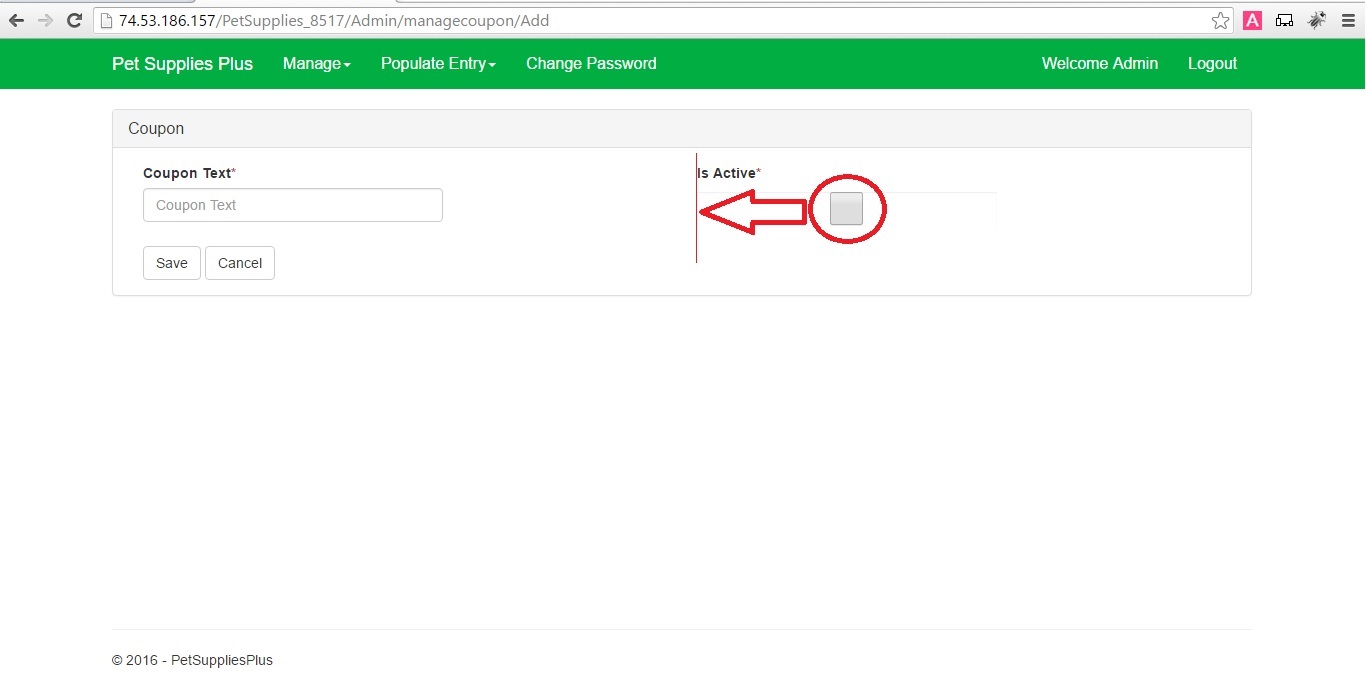 74.53.186.157/PetSupplies_8517/Admin/managecoupon/Add
A
Pet Supplies Plus Manage Populate Entry Change Password Welcome Admin Logout
Coupon
Coupon Text* Is Active*
Coupon Text
Save Cancel
© 2016 - PetSuppliesPlus